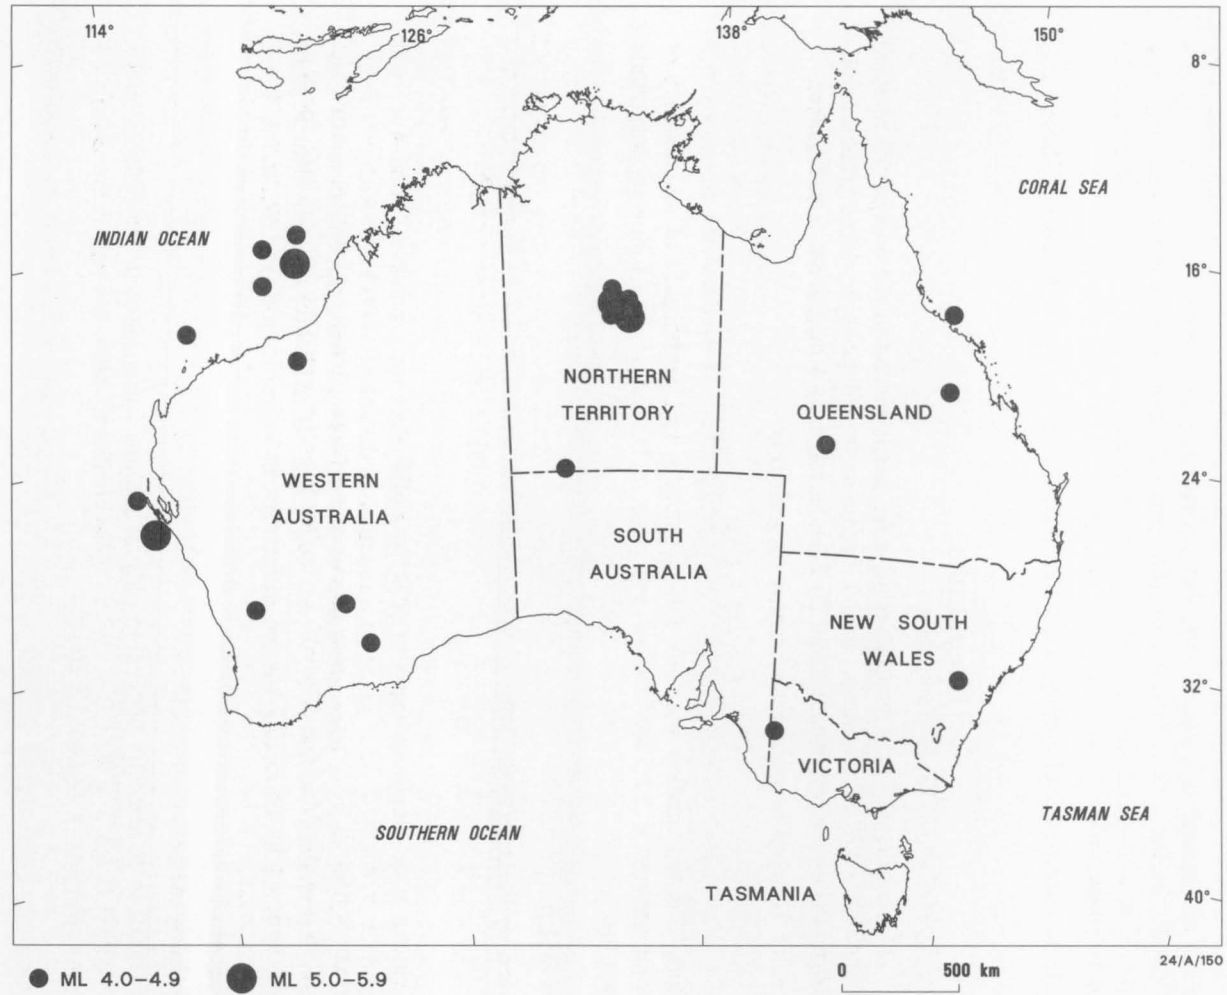 114°
126°
138°
150°
8°
CORAL SEA
INDIAN OCEAN
16°
NORTHERN
TERRITORY
QUEENSLAND
WESTERN
AUSTRALIA
24°
SOUTH
AUSTRALIA
NEW SOUTH
WALES
32°
VICTORIA
SOUTHERN OCEAN
TASMAN SEA
TASMANIA
40°
24/A/150
ML 4.0–4.9
ML 5.0–5.9
0 500 km